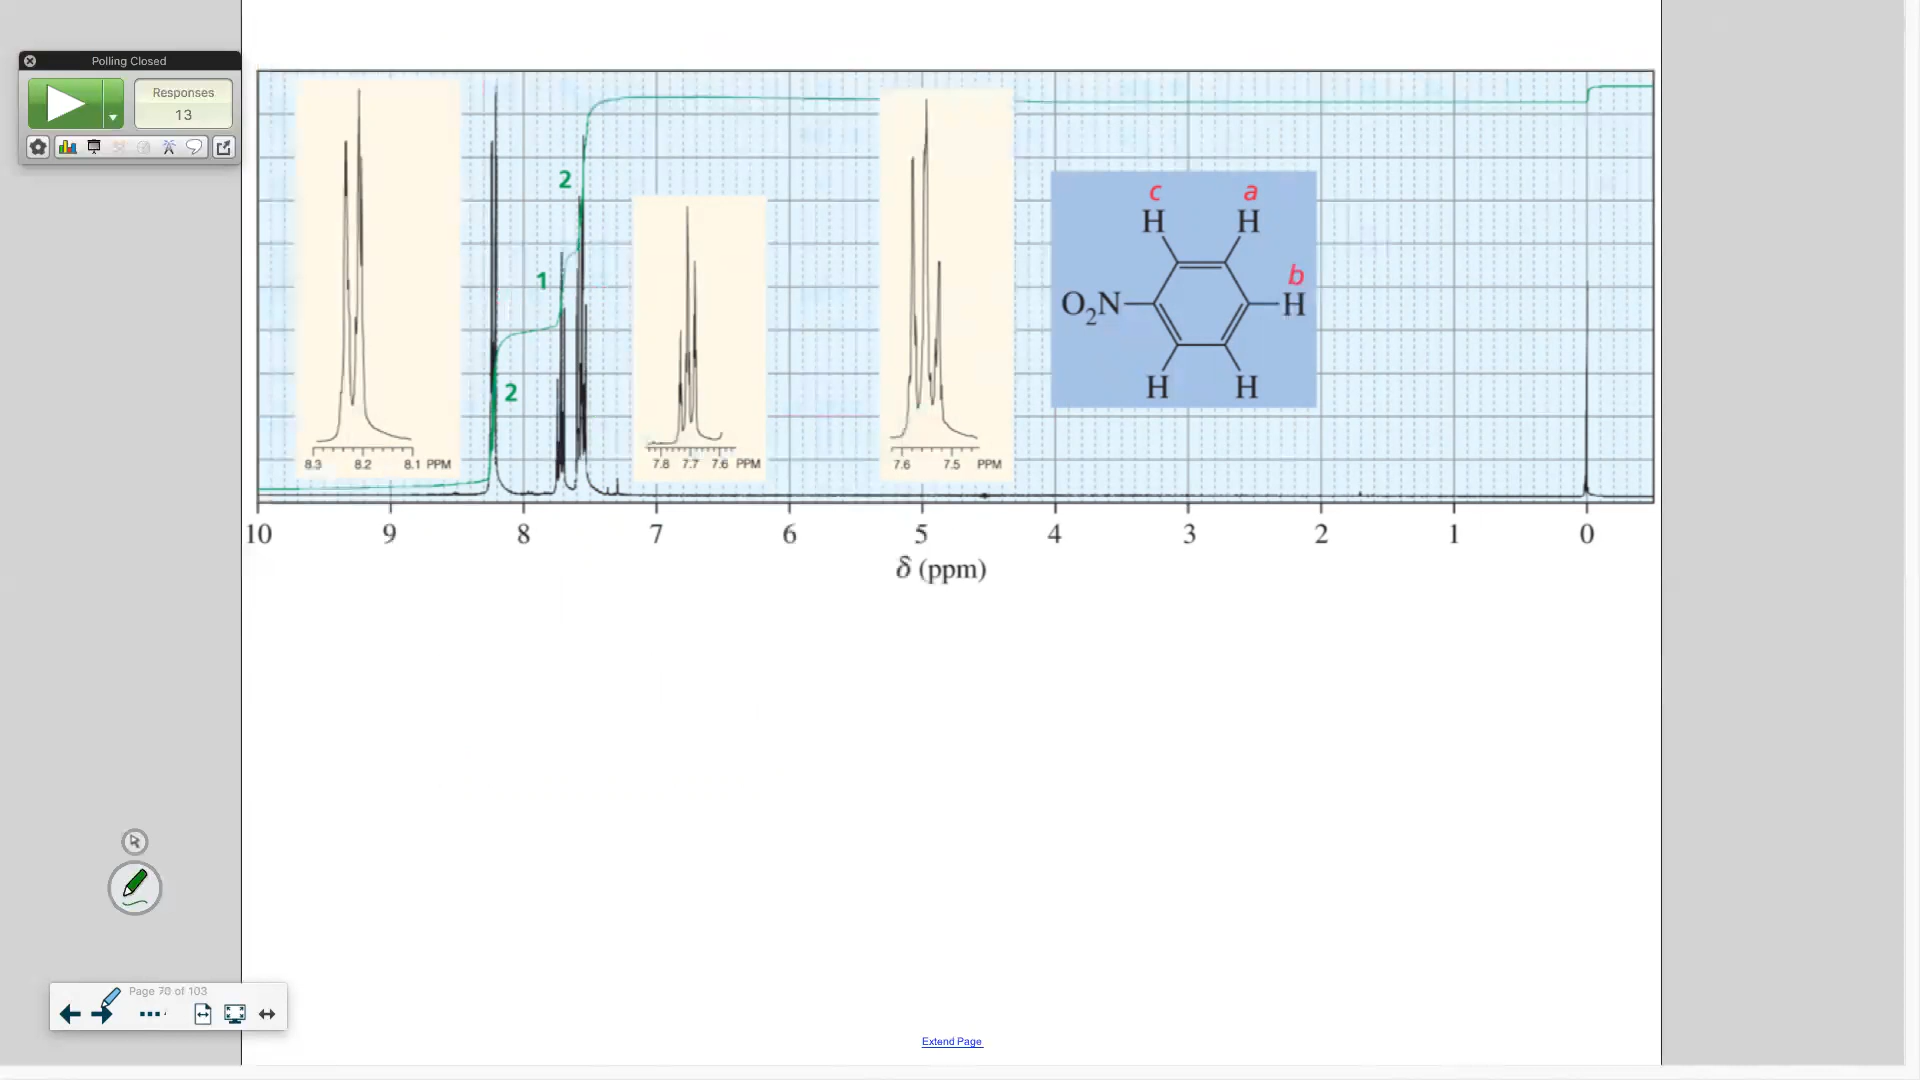 Polling Closed
Responses
13
2
1
2
8.3 8.2 8.1 PPM
7.8 7.7 7.6 PPM
7.6 7.5 PPM
c a
H H
b
O2N H
H H
10 9 8 7 6 5 4 3 2 1 0
δ (ppm)
Page 70 of 103
Extend Page